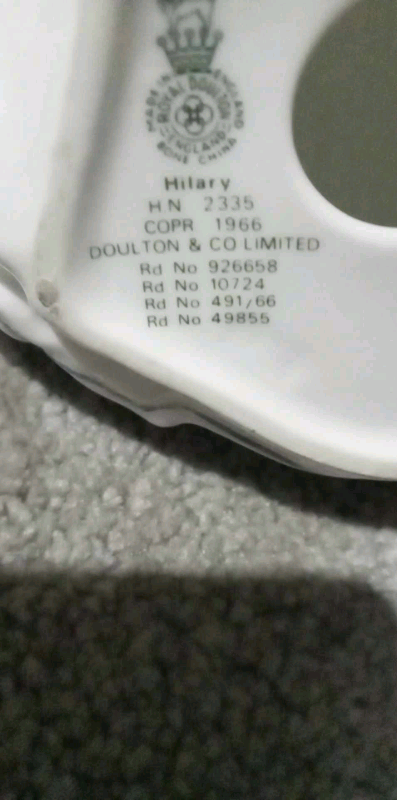 MADE IN ENGLAND
ROYAL DOULTON
ENGLAND
BONE CHINA
Hilary
HN 2335
COPR 1966
DOULTON & CO LIMITED
Rd No 926658
Rd No 10724
Rd No 491/66
Rd No 49855